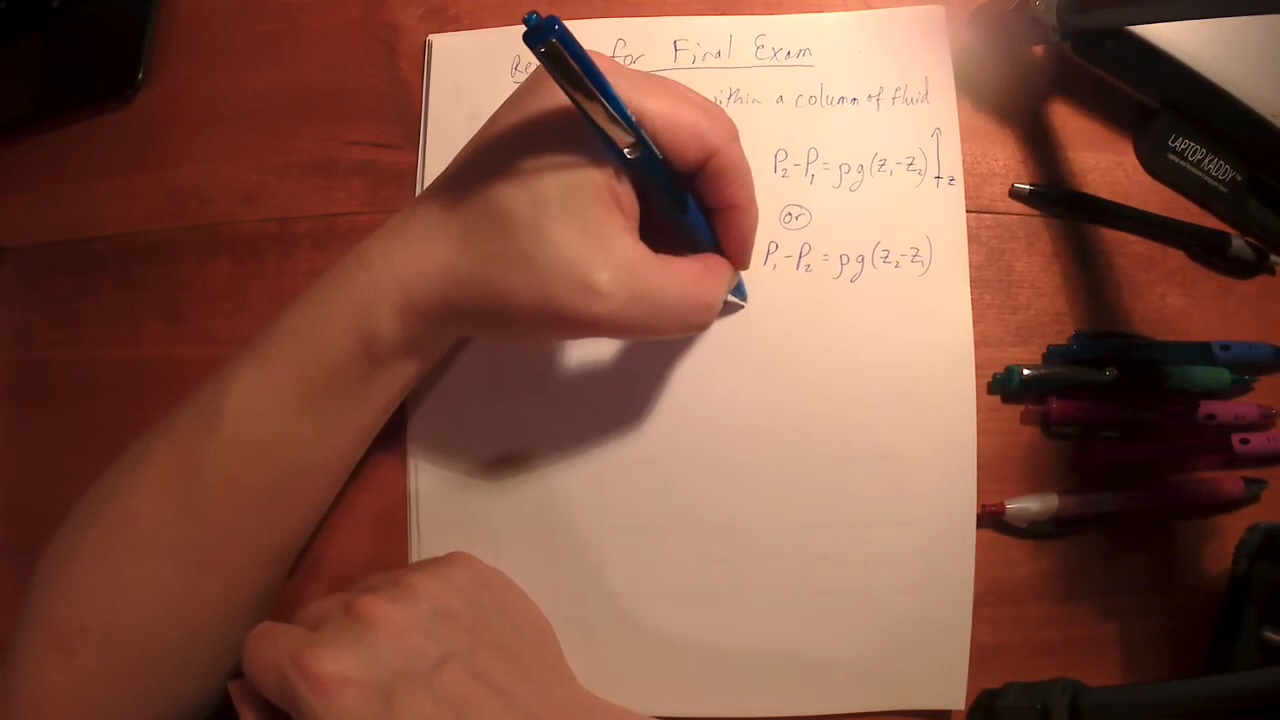 for Final Exam
within a column of fluid
P₂-P₁=ρg(z₁-z₂)
z
or
P₁-P₂=ρg(z₂-z₁)
LAPTOP KADDY™